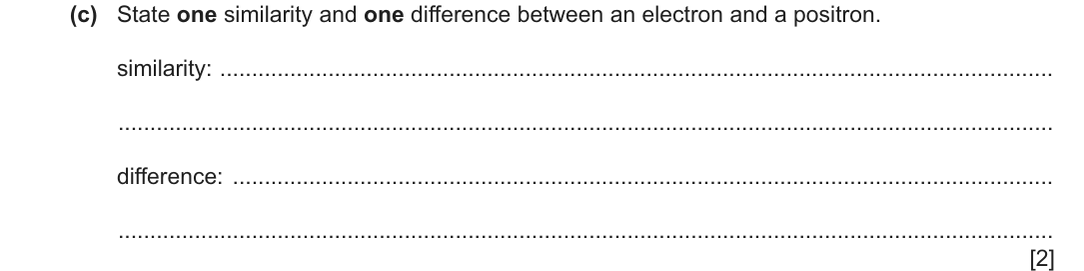 (c) State one similarity and one difference between an electron and a positron.
similarity: ....................................................................................................................................
....................................................................................................................................................
difference: ..................................................................................................................................
....................................................................................................................................................
[2]